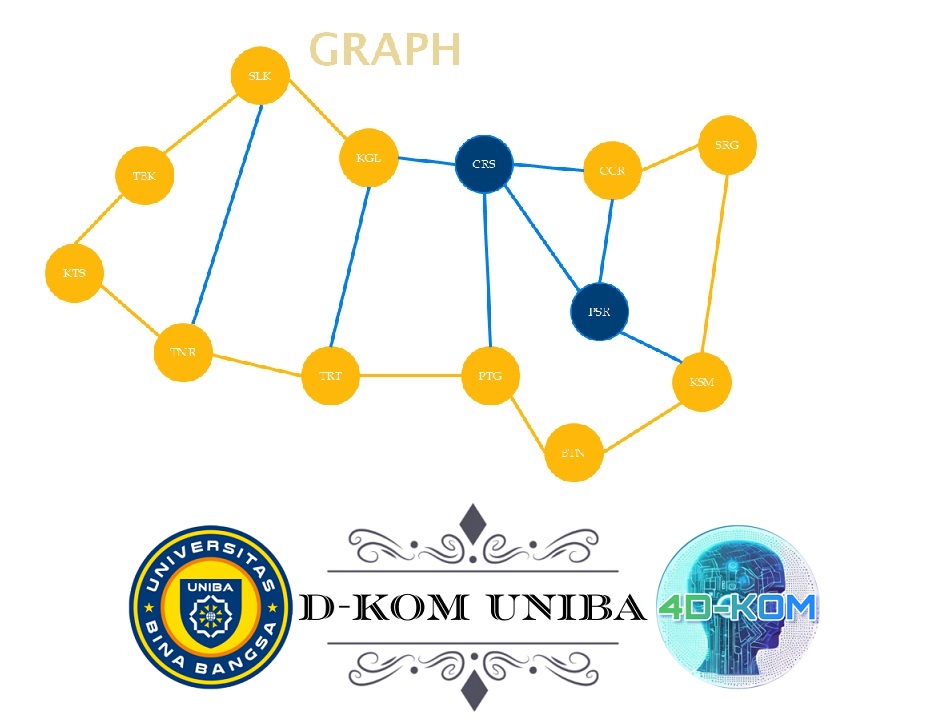 GRAPH
SLK
KGL
CRS
CCR
SRG
TBK
KTS
PSR
TNR
TRT
PTG
KSM
BTN
UNIVERSITAS
UNIBA
BINA BANGSA
D-KOM UNIBA
4D-KOM